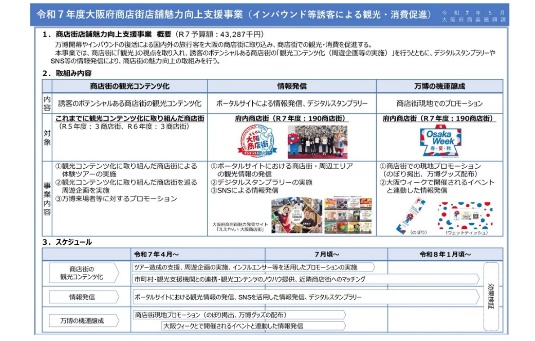 令和７年度大阪府商店街店舗魅力向上支援事業（インバウンド等誘客による観光・消費促進）
令 和 ７ 年 ５ 月
大阪府商業振興課
１．商店街店舗魅力向上支援事業 概要（Ｒ７予算額：43,287千円）
万博開幕やインバウンドの復活による国内外の旅行客を大阪の商店街に取り込み、商店街での観光・消費を促進する。
本事業では、商店街に「観光」の視点を取り入れ、誘客のポテンシャルある商店街の「観光コンテンツ化（周遊企画等の実施）」を行うとともに、デジタルスタンプラリーや
SNS等の情報発信により、商店街の魅力向上の取組みを行う。
２．取組み内容
商店街の観光コンテンツ化
情報発信
万博の機運醸成
内容
誘客のポテンシャルある商店街の観光コンテンツ化
ポータルサイトによる情報発信、デジタルスタンプラリー
商店街現地でのプロモーション
対象
これまでに観光コンテンツ化に取り組んだ商店街
（Ｒ５年度：３商店街、Ｒ６年度：３商店街）
府内商店街（Ｒ７年度：190商店街）
府内商店街（Ｒ７年度：190商店街）
Osaka
Week
春・夏・秋
事業内容
①観光コンテンツ化に取り組んだ商店街による
体験ツアーの実施
②観光コンテンツ化に取り組んだ商店街を巡る
周遊企画を実施
③万博来場者等に対するプロモーション
①ポータルサイトにおける商店街・周辺エリア
の観光情報の発信
②デジタルスタンプラリーの実施
③SNSによる情報発信
①商店街での現地プロモーション
（のぼり掲出、万博グッズの配布）
②大阪ウィークで開催されるイベント
と連動した情報発信
（のぼり）
（ウェットティッシュ）
３．スケジュール
令和７年４月～
７月頃～
令和８年１月頃～
商店街の
観光コンテンツ化
ツアー造成の支援、周遊企画の実施、インフルエンサー等を活用したプロモーションの実施
市町村・観光支援機関との連携・観光コンテンツのノウハウ提供、近隣商店街へのマッチング
情報発信
ポータルサイトにおける観光情報の発信、SNSを活用した情報発信、デジタルスタンプラリー
万博の機運醸成
商店街現地プロモーション（のぼり掲出、万博グッズの配布）
大阪ウィークで開催されるイベントと連動した情報発信
効果検証